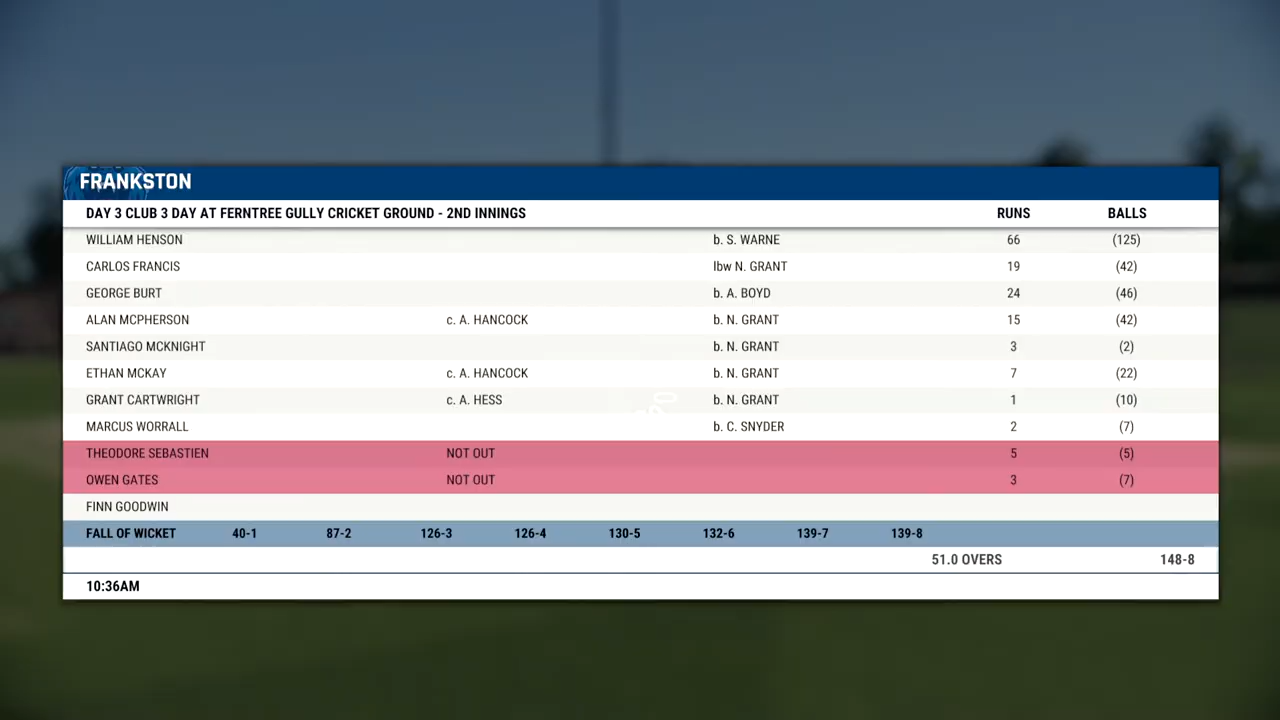 FRANKSTON
DAY 3 CLUB 3 DAY AT FERNTREE GULLY CRICKET GROUND - 2ND INNINGS RUNS BALLS
WILLIAM HENSON b. S. WARNE 66 (125)
CARLOS FRANCIS lbw N. GRANT 19 (42)
GEORGE BURT b. A. BOYD 24 (46)
ALAN MCPHERSON c. A. HANCOCK b. N. GRANT 15 (42)
SANTIAGO MCKNIGHT b. N. GRANT 3 (2)
ETHAN MCKAY c. A. HANCOCK b. N. GRANT 7 (22)
GRANT CARTWRIGHT c. A. HESS b. N. GRANT 1 (10)
MARCUS WORRALL b. C. SNYDER 2 (7)
THEODORE SEBASTIEN NOT OUT 5 (5)
OWEN GATES NOT OUT 3 (7)
FINN GOODWIN
FALL OF WICKET 40-1 87-2 126-3 126-4 130-5 132-6 139-7 139-8
51.0 OVERS 148-8
10:36AM